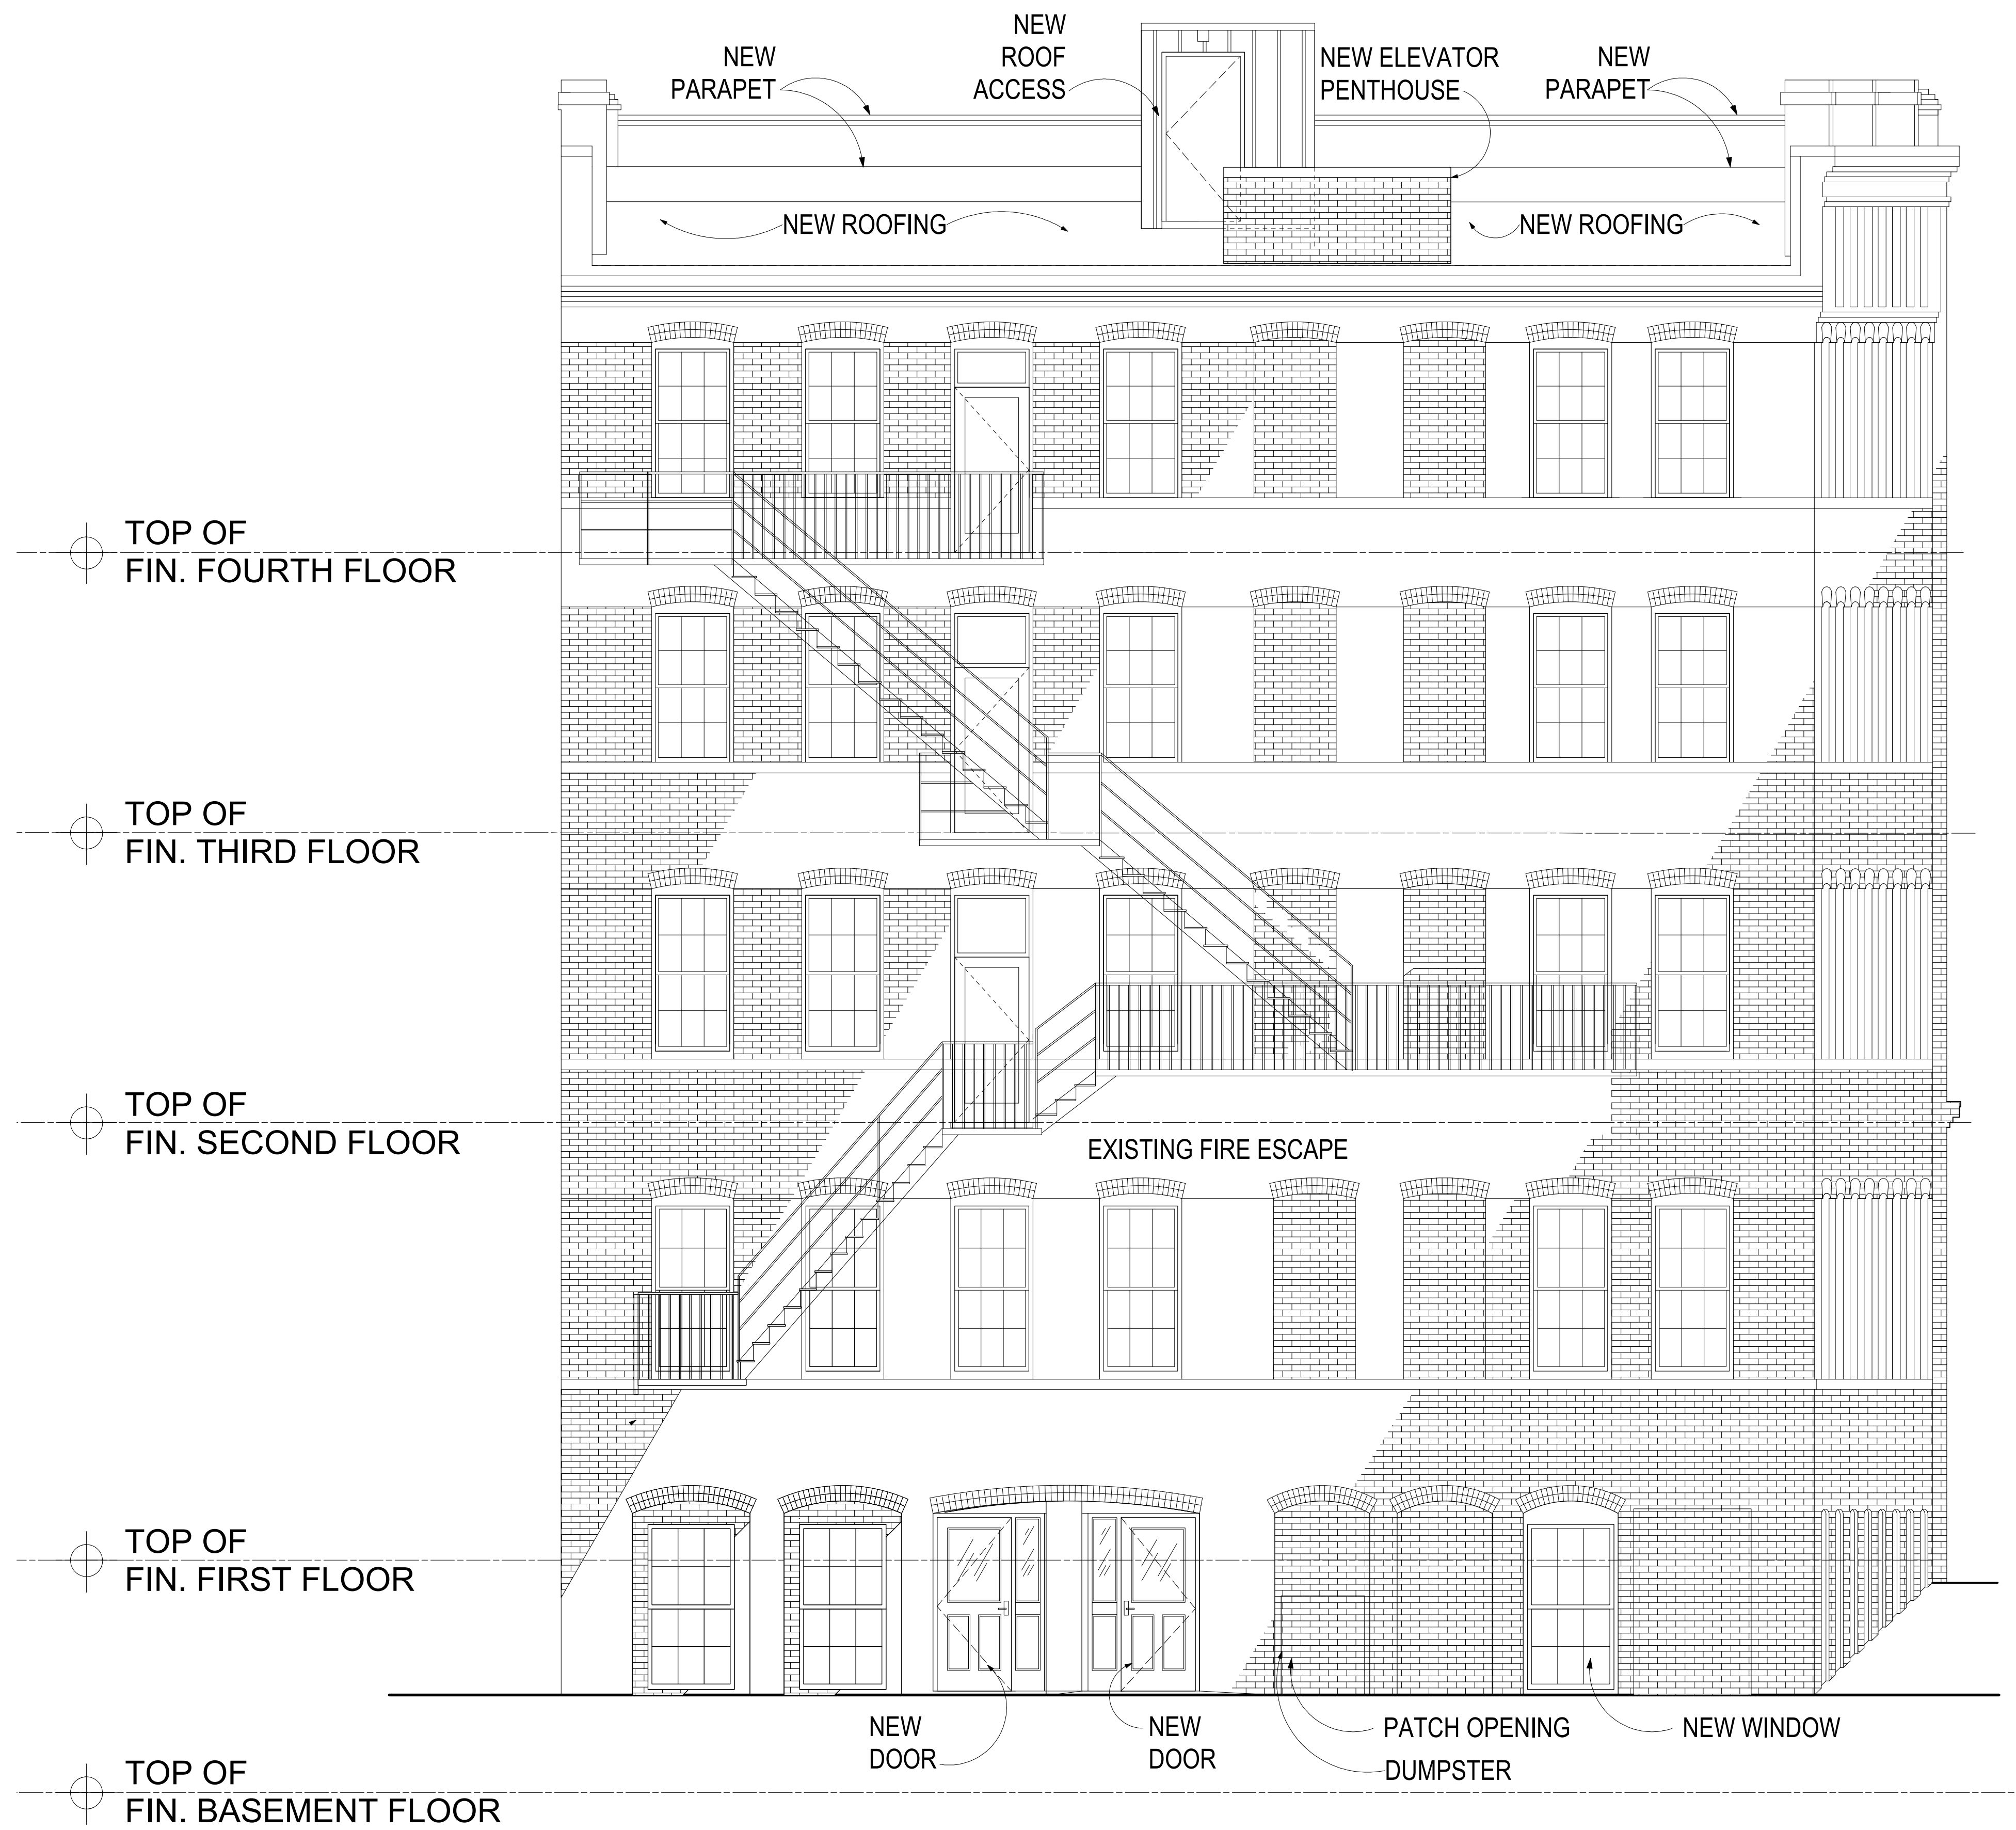 NEW
PARAPET
NEW
ROOF
ACCESS
NEW ELEVATOR
PENTHOUSE
NEW
PARAPET
NEW ROOFING
NEW ROOFING
TOP OF
FIN. FOURTH FLOOR
TOP OF
FIN. THIRD FLOOR
TOP OF
FIN. SECOND FLOOR
EXISTING FIRE ESCAPE
TOP OF
FIN. FIRST FLOOR
NEW
DOOR
NEW
DOOR
PATCH OPENING
DUMPSTER
NEW WINDOW
TOP OF
FIN. BASEMENT FLOOR